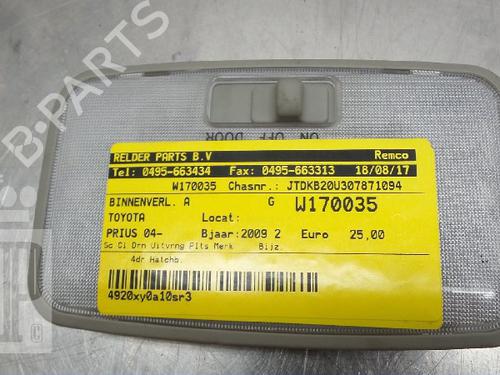 ON OFF DOOR
RELDER PARTS B.V Remco
Tel: 0495-663434 Fax: 0495-663313 18/08/17
W170035 Chasnr.: JTDKB20U307871094
BINNENVERL. A G W170035
TOYOTA Locat:
PRIUS 04- Bjaar:2009 2 Euro 25,00
Sc Ci Drn Uitvrng Plts Merk Bijz.
4dr Hatchb.
4920xy0a10sr3
B-PARTS